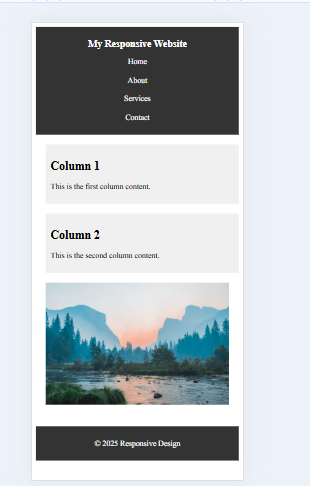 My Responsive Website
Home
About
Services
Contact
Column 1
This is the first column content.
Column 2
This is the second column content.
© 2025 Responsive Design